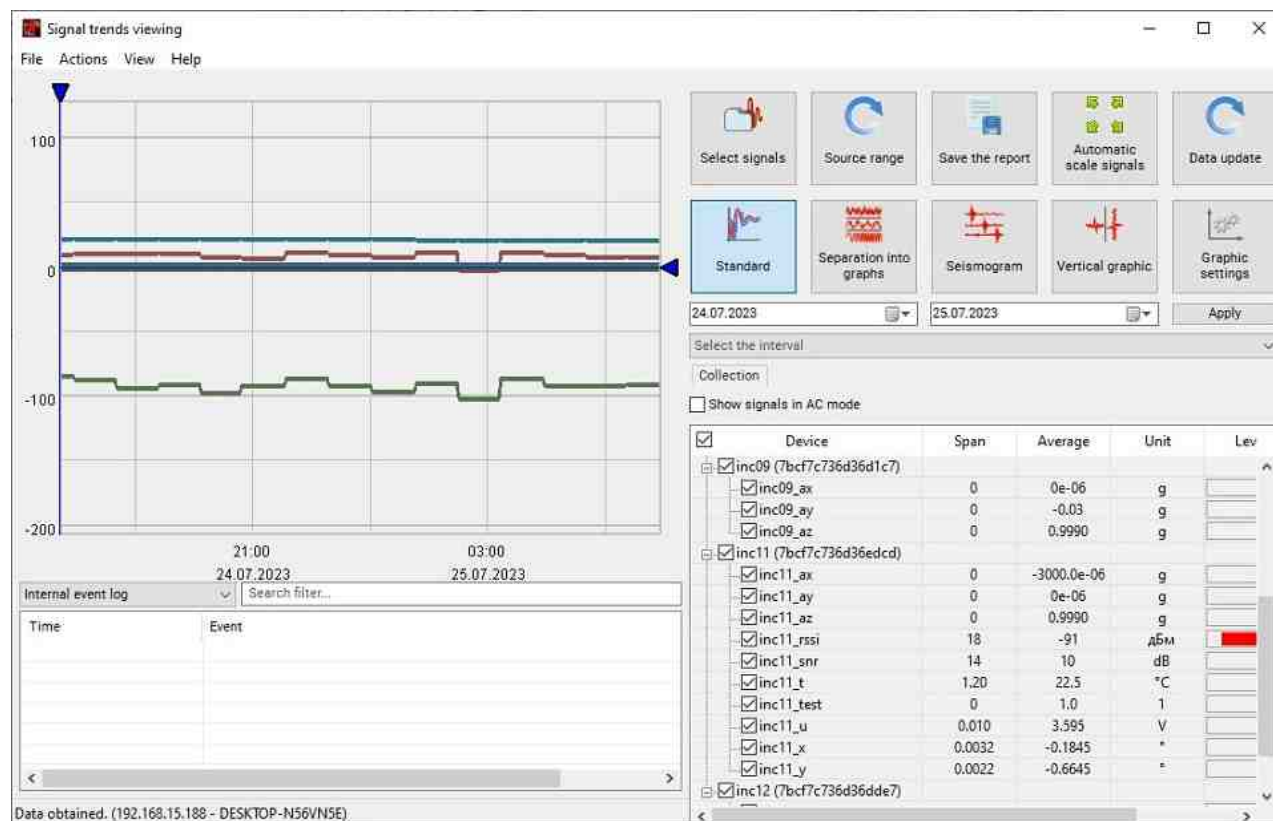 Signal trends viewing
File Actions View Help
100
0
-100
-200
21:00
24.07.2023
03:00
25.07.2023
Select signals
Source range
Save the report
Automatic
scale signals
Data update
Standard
Separation into
graphs
Seismogram
Vertical graphic
Graphic
settings
24.07.2023
25.07.2023
Apply
Select the interval
Collection
Show signals in AC mode
Device Span Average Unit Lev
inc09 (7bcf7c736d36d1c7)
inc09_ax 0 0e-06 g
inc09_ay 0 -0.03 g
inc09_az 0 0.9990 g
inc11 (7bcf7c736d36edcd)
inc11_ax 0 -3000.0e-06 g
inc11_ay 0 0e-06 g
inc11_az 0 0.9990 g
inc11_rssi 18 -91 дБм
inc11_snr 14 10 dB
inc11_t 1.20 22.5 °C
inc11_test 0 1.0 1
inc11_u 0.010 3.595 V
inc11_x 0.0032 -0.1845 °
inc11_y 0.0022 -0.6645 °
inc12 (7bcf7c736d36dde7)
Internal event log
Search filter...
Time Event
Data obtained. (192.168.15.188 - DESKTOP-N56VN5E)